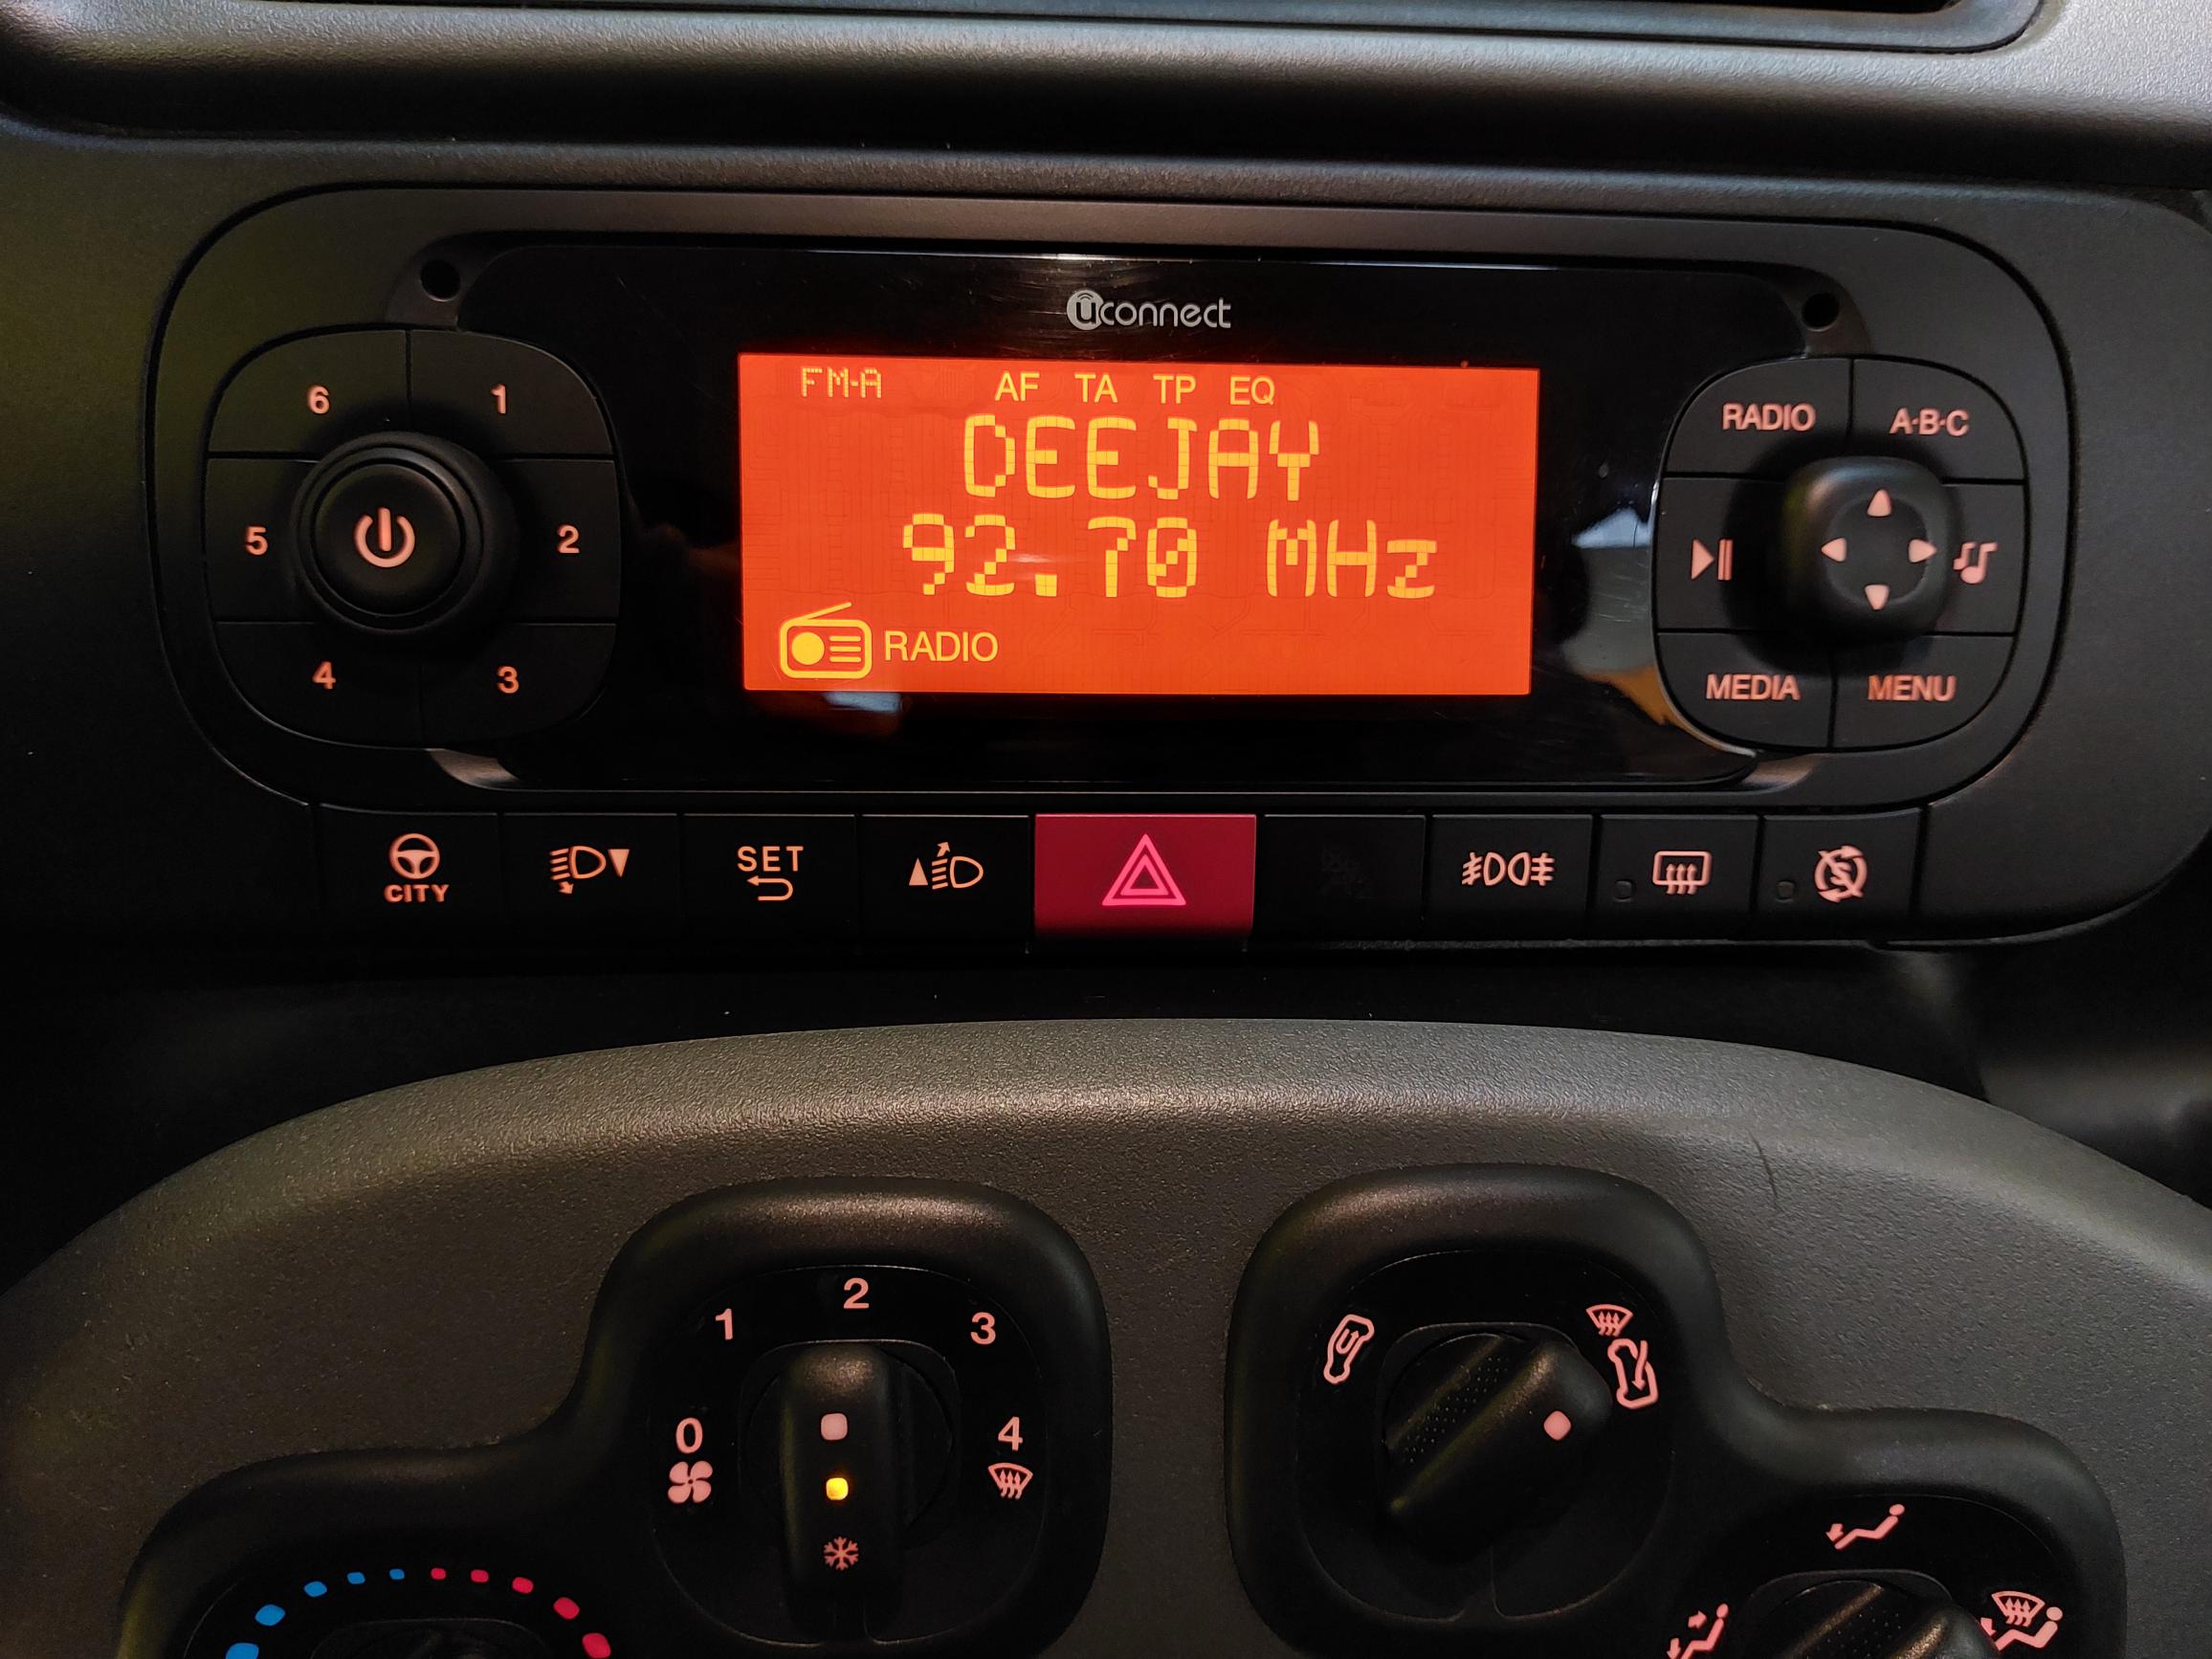 uconnect
FM-A AF TA TP EQ
DEEJAY
92.70 MHz
RADIO
6 1
5 2
4 3
RADIO A·B·C
MEDIA MENU
CITY
SET
1 2 3
0 4